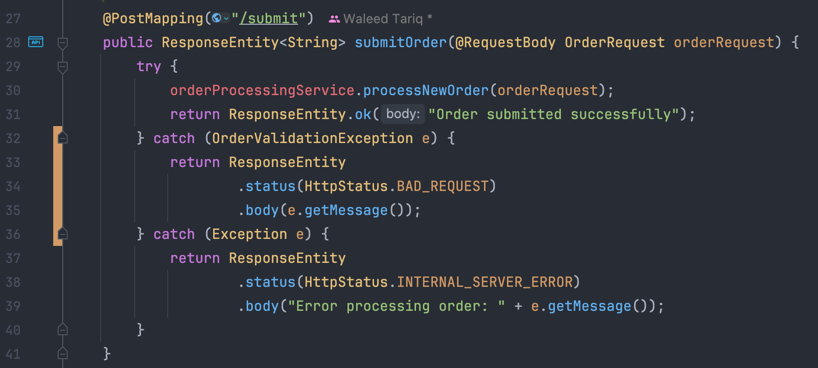 27 @PostMapping("/submit") Waleed Tariq *
28 API public ResponseEntity<String> submitOrder(@RequestBody OrderRequest orderRequest) {
29 try {
30 orderProcessingService.processNewOrder(orderRequest);
31 return ResponseEntity.ok( body: "Order submitted successfully");
32 } catch (OrderValidationException e) {
33 return ResponseEntity
34 .status(HttpStatus.BAD_REQUEST)
35 .body(e.getMessage());
36 } catch (Exception e) {
37 return ResponseEntity
38 .status(HttpStatus.INTERNAL_SERVER_ERROR)
39 .body("Error processing order: " + e.getMessage());
40 }
41 }